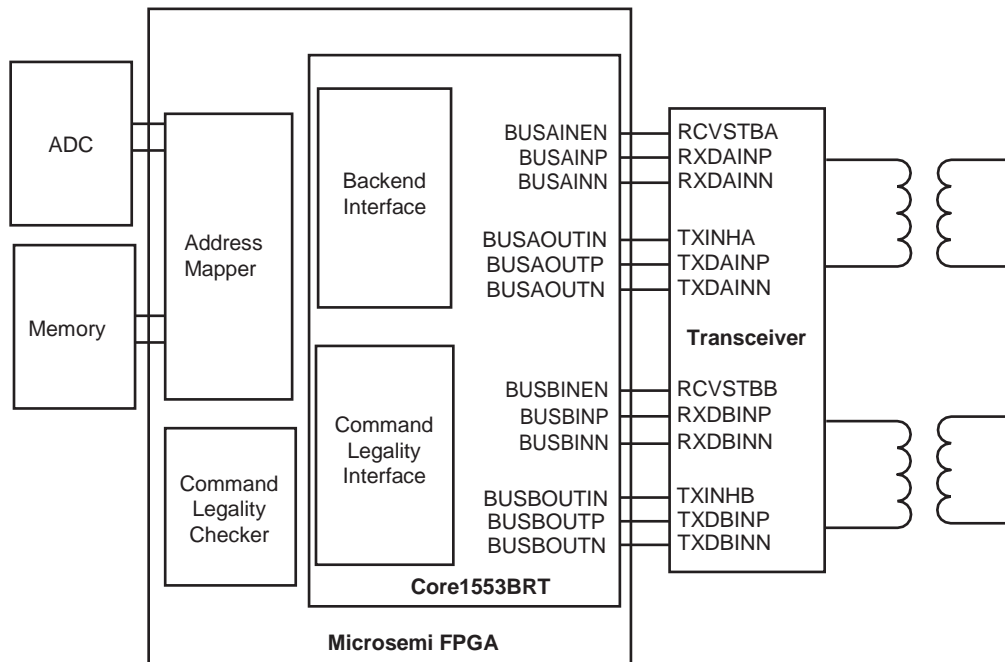 ADC
Memory
Address
Mapper
Command
Legality
Checker
Backend
Interface
Command
Legality
Interface
BUSAINEN
BUSAINP
BUSAINN
BUSAOUTIN
BUSAOUTP
BUSAOUTN
BUSBINEN
BUSBINP
BUSBINN
BUSBOUTIN
BUSBOUTP
BUSBOUTN
Core1553BRT
Microsemi FPGA
RCVSTBA
RXDAINP
RXDAINN
TXINHA
TXDAINP
TXDAINN
Transceiver
RCVSTBB
RXDBINP
RXDBINN
TXINHB
TXDBINP
TXDBINN